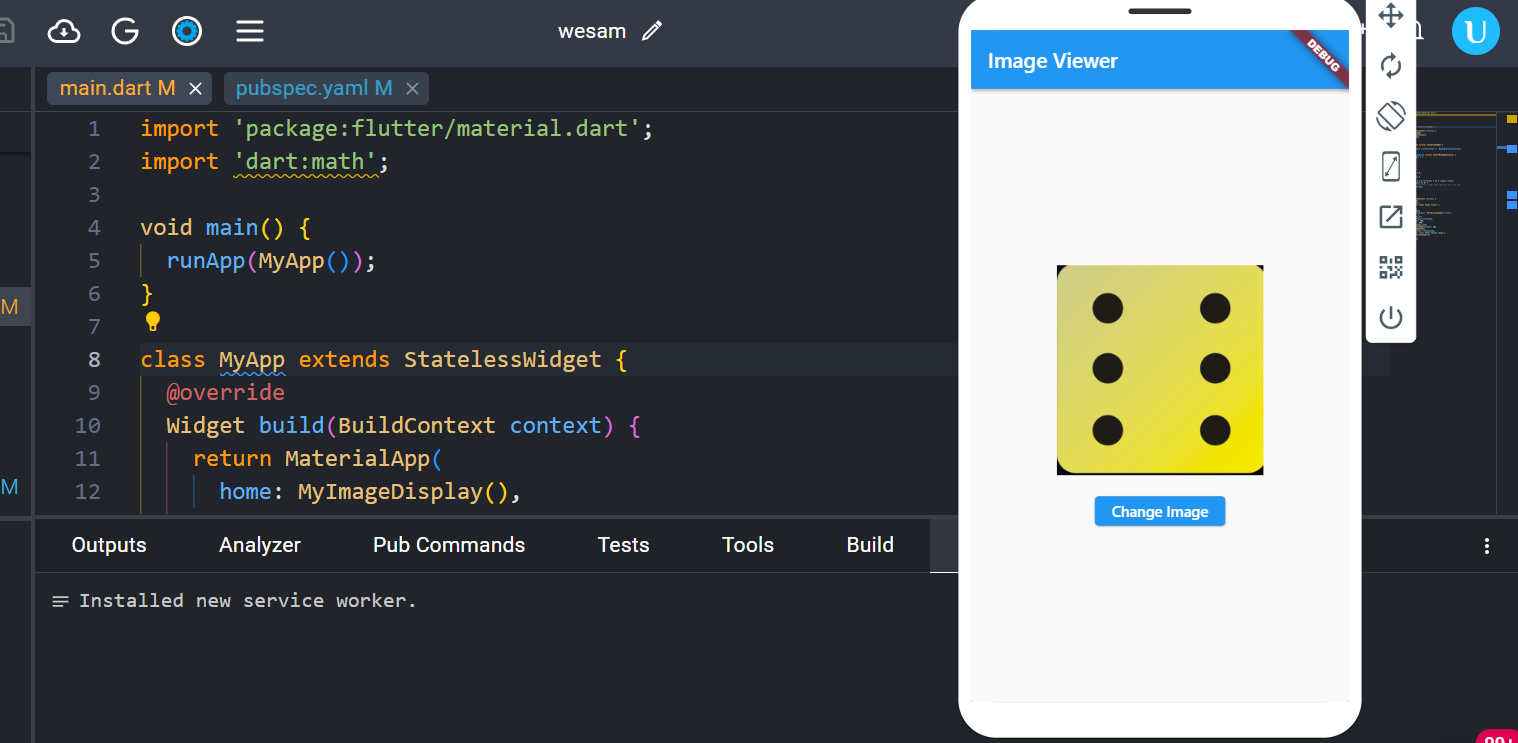 wesam
U
main.dart M
pubspec.yaml M
1 import 'package:flutter/material.dart';
2 import 'dart:math';
3
4 void main() {
5 runApp(MyApp());
6 }
7
8 class MyApp extends StatelessWidget {
9 @override
10 Widget build(BuildContext context) {
11 return MaterialApp(
12 home: MyImageDisplay(),
M
M
Outputs Analyzer Pub Commands Tests Tools Build
Installed new service worker.
Image Viewer
DEBUG
Change Image